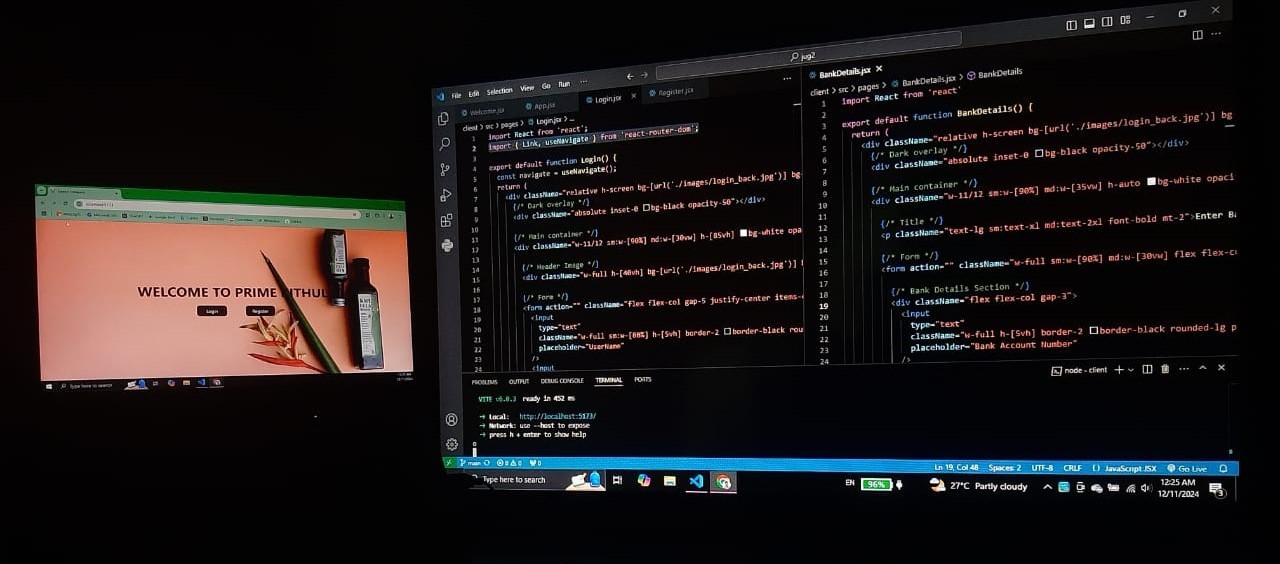 WELCOME TO PRIME
Login
Register
Type here to search
File Edit Selection View Go Run ...
jug2
Welcome.jsx
App.jsx
Login.jsx
Register.jsx
client > src > pages > Login.jsx > ...
1 import React from 'react';
2 import { Link, useNavigate } from 'react-router-dom';
3
4 export default function Login() {
5 const navigate = useNavigate();
6 return (
7 <div className="relative h-screen bg-[url('./images/login_back.jpg')] bg-
8 {/* Dark overlay */}
9 <div className="absolute inset-0 bg-black opacity-50"></div>
10
11 {/* Main container */}
12 <div className="w-11/12 sm:w-[90%] md:w-[30vw] h-[85vh] bg-white opa
13
14 {/* Header Image */}
15 <div className="w-full h-[40vh] bg-[url('./images/login_back.jpg')]
16
17 {/* Form */}
18 <form action="" className="flex flex-col gap-5 justify-center items-
19 <input
20 type="text"
21 className="w-full sm:w-[80%] h-[5vh] border-2 border-black rou
22 placeholder="UserName"
23 />
24 <input
BankDetails.jsx
client > src > pages > BankDetails.jsx > BankDetails
1 import React from 'react'
2
3 export default function BankDetails() {
4 return (
5 <div className="relative h-screen bg-[url('./images/login_back.jpg')] bg
6 {/* Dark overlay */}
7 <div className="absolute inset-0 bg-black opacity-50"></div>
8
9 {/* Main container */}
10 <div className="w-11/12 sm:w-[90%] md:w-[35vw] h-auto bg-white opaci
11
12 {/* Title */}
13 <p className="text-lg sm:text-xl md:text-2xl font-bold mt-2">Enter Ba
14
15 {/* Form */}
16 <form action="" className="w-full sm:w-[90%] md:w-[30vw] flex flex-c
17
18 {/* Bank Details Section */}
19 <div className="flex flex-col gap-3">
20 <input
21 type="text"
22 className="w-full h-[5vh] border-2 border-black rounded-lg p
23 placeholder="Bank Account Number"
24 />
PROBLEMS OUTPUT DEBUG CONSOLE TERMINAL PORTS
node - client
VITE v6.0.3 ready in 452 ms
➜ Local: http://localhost:5173/
➜ Network: use --host to expose
➜ press h + enter to show help
main 0 0 0
Ln 19, Col 48 Spaces: 2 UTF-8 CRLF {} JavaScript JSX Go Live
Type here to search
EN 96% 27°C Partly cloudy
12:25 AM
12/11/2024
3